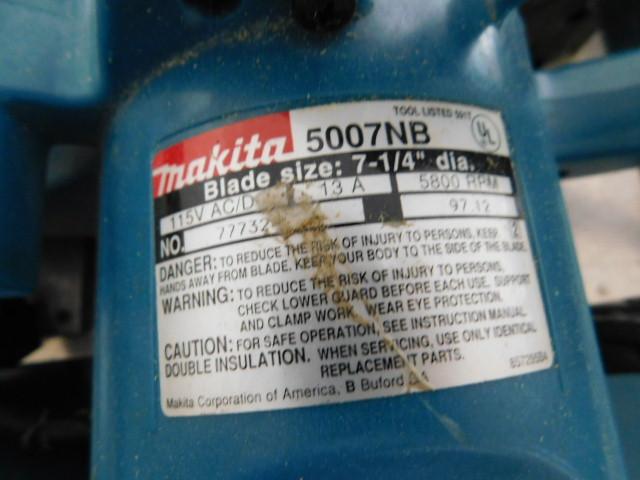 TOOL LISTED 501T
makita 5007NB UL
Blade size: 7-1/4" dia.
115V AC/D 13 A 5800 RPM
NO. 77732 97.12
DANGER: TO REDUCE THE RISK OF INJURY TO PERSONS, KEEP
HANDS AWAY FROM BLADE. KEEP YOUR BODY TO THE SIDE OF THE BLADE.
WARNING: TO REDUCE THE RISK OF INJURY TO PERSONS,
CHECK LOWER GUARD BEFORE EACH USE. SUPPORT
AND CLAMP WORK. WEAR EYE PROTECTION.
CAUTION: FOR SAFE OPERATION, SEE INSTRUCTION MANUAL.
DOUBLE INSULATION. WHEN SERVICING, USE ONLY IDENTICAL
REPLACEMENT PARTS.
Makita Corporation of America, B Buford